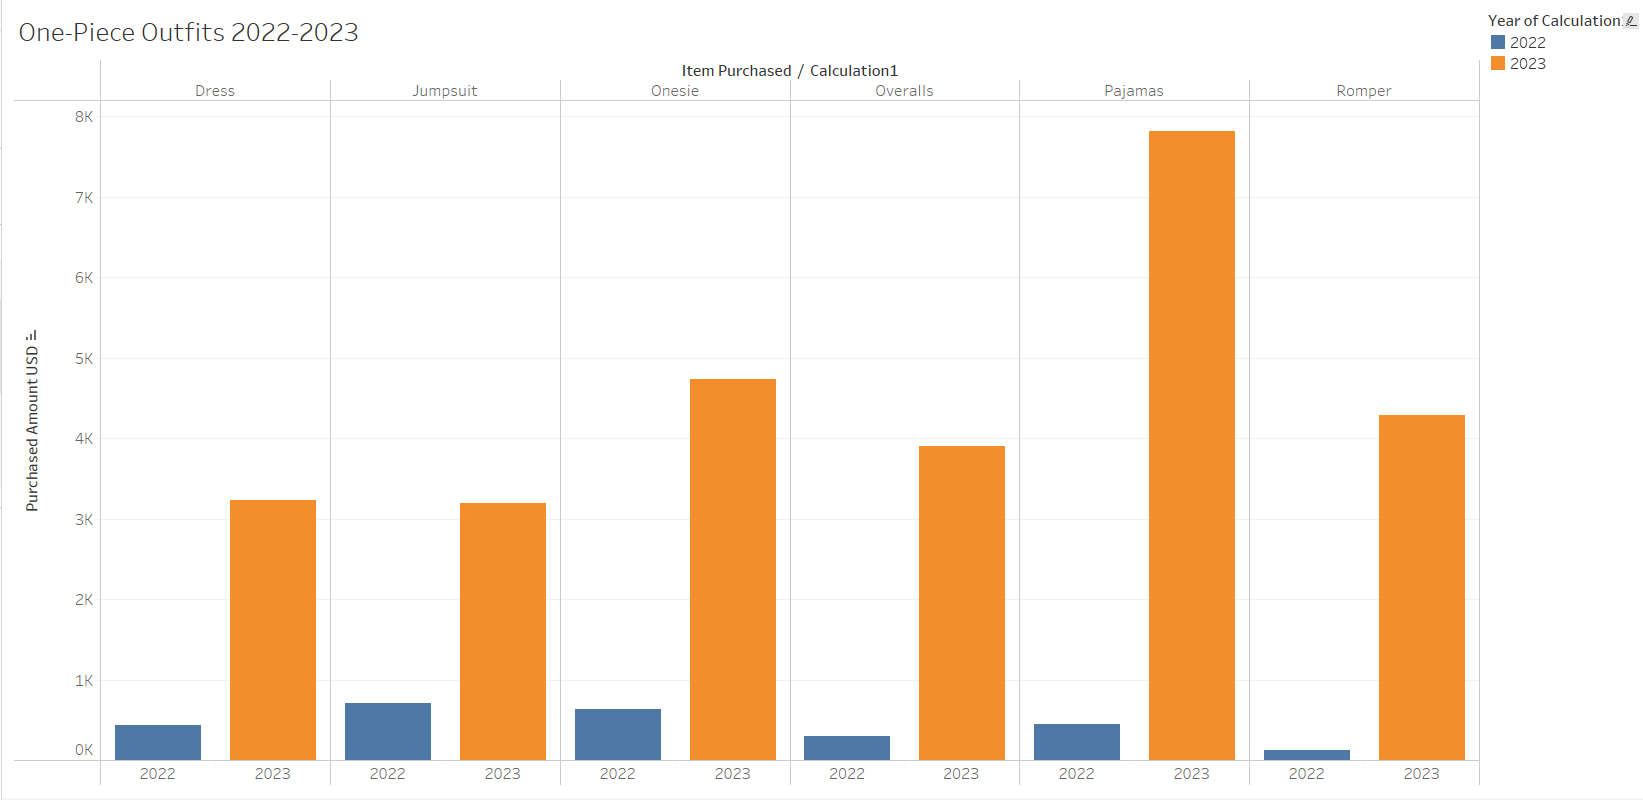 One-Piece Outfits 2022-2023
Year of Calculation
2022
2023
Item Purchased / Calculation1
Dress Jumpsuit Onesie Overalls Pajamas Romper
Purchased Amount USD
8K
7K
6K
5K
4K
3K
2K
1K
0K
2022 2023 2022 2023 2022 2023 2022 2023 2022 2023 2022 2023